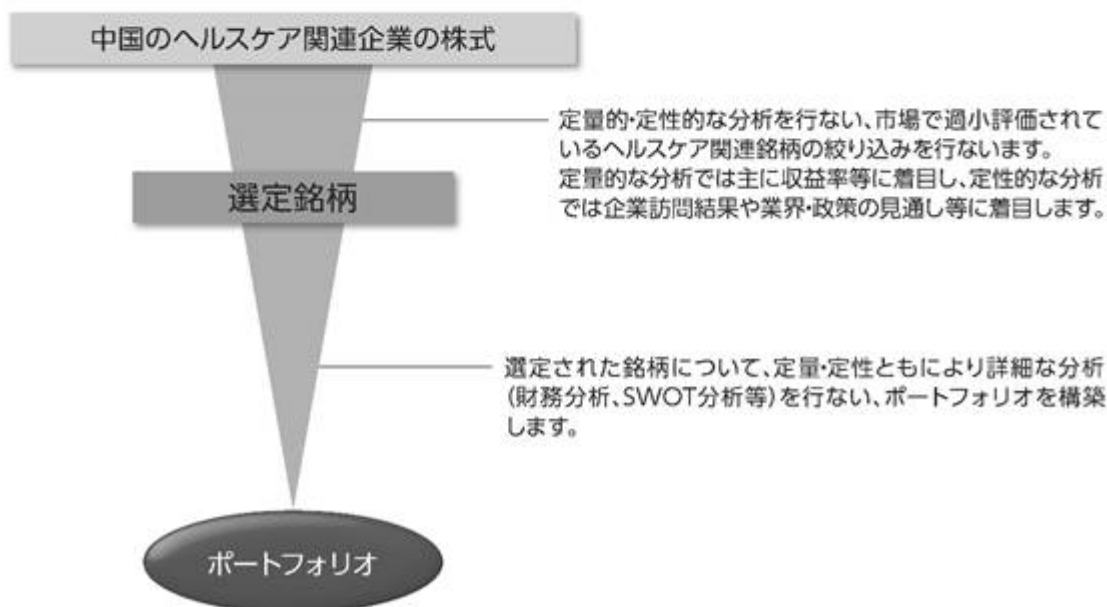 中国のヘルスケア関連企業の株式
定量的・定性的な分析を行ない、市場で過小評価されて
いるヘルスケア関連銘柄の絞り込みを行ないます。
定量的な分析では主に収益率等に着目し、定性的な分析
では企業訪問結果や業界・政策の見通し等に着目します。
選定銘柄
選定された銘柄について、定量・定性ともにより詳細な分析
(財務分析、SWOT分析等)を行ない、ポートフォリオを構築
します。
ポートフォリオ